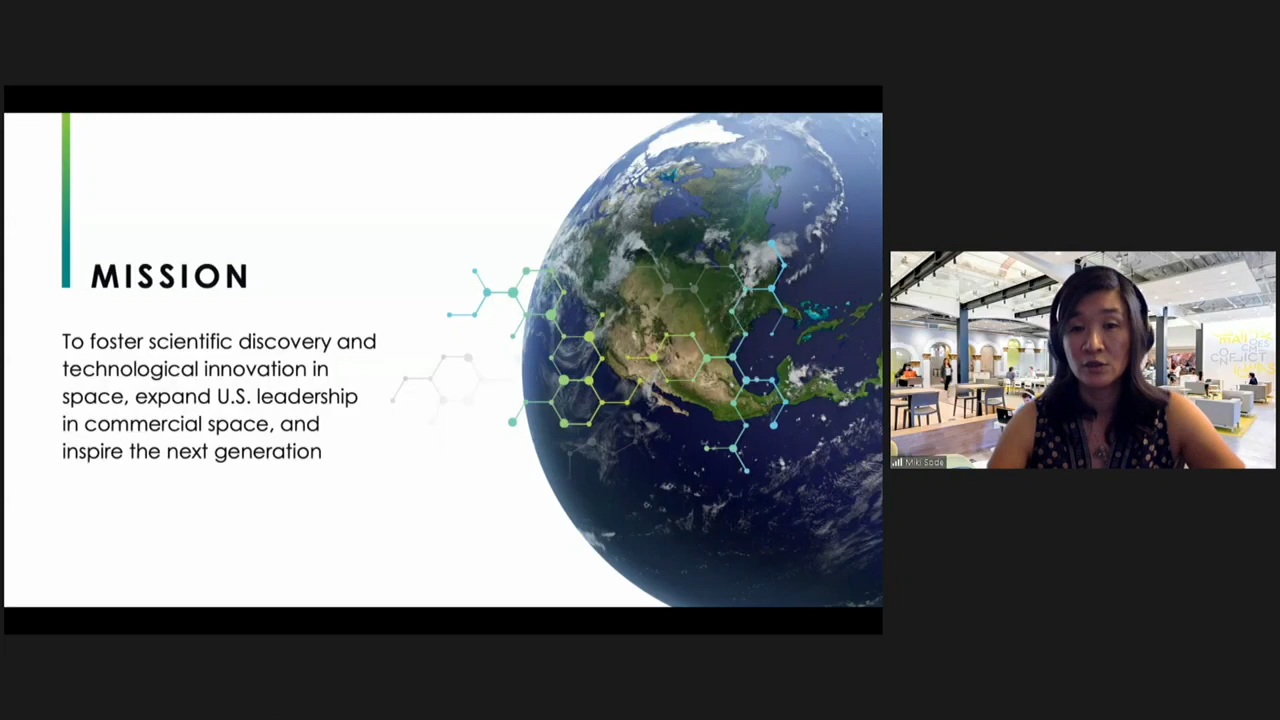 MISSION
To foster scientific discovery and
technological innovation in
space, expand U.S. leadership
in commercial space, and
inspire the next generation
Miki Sode